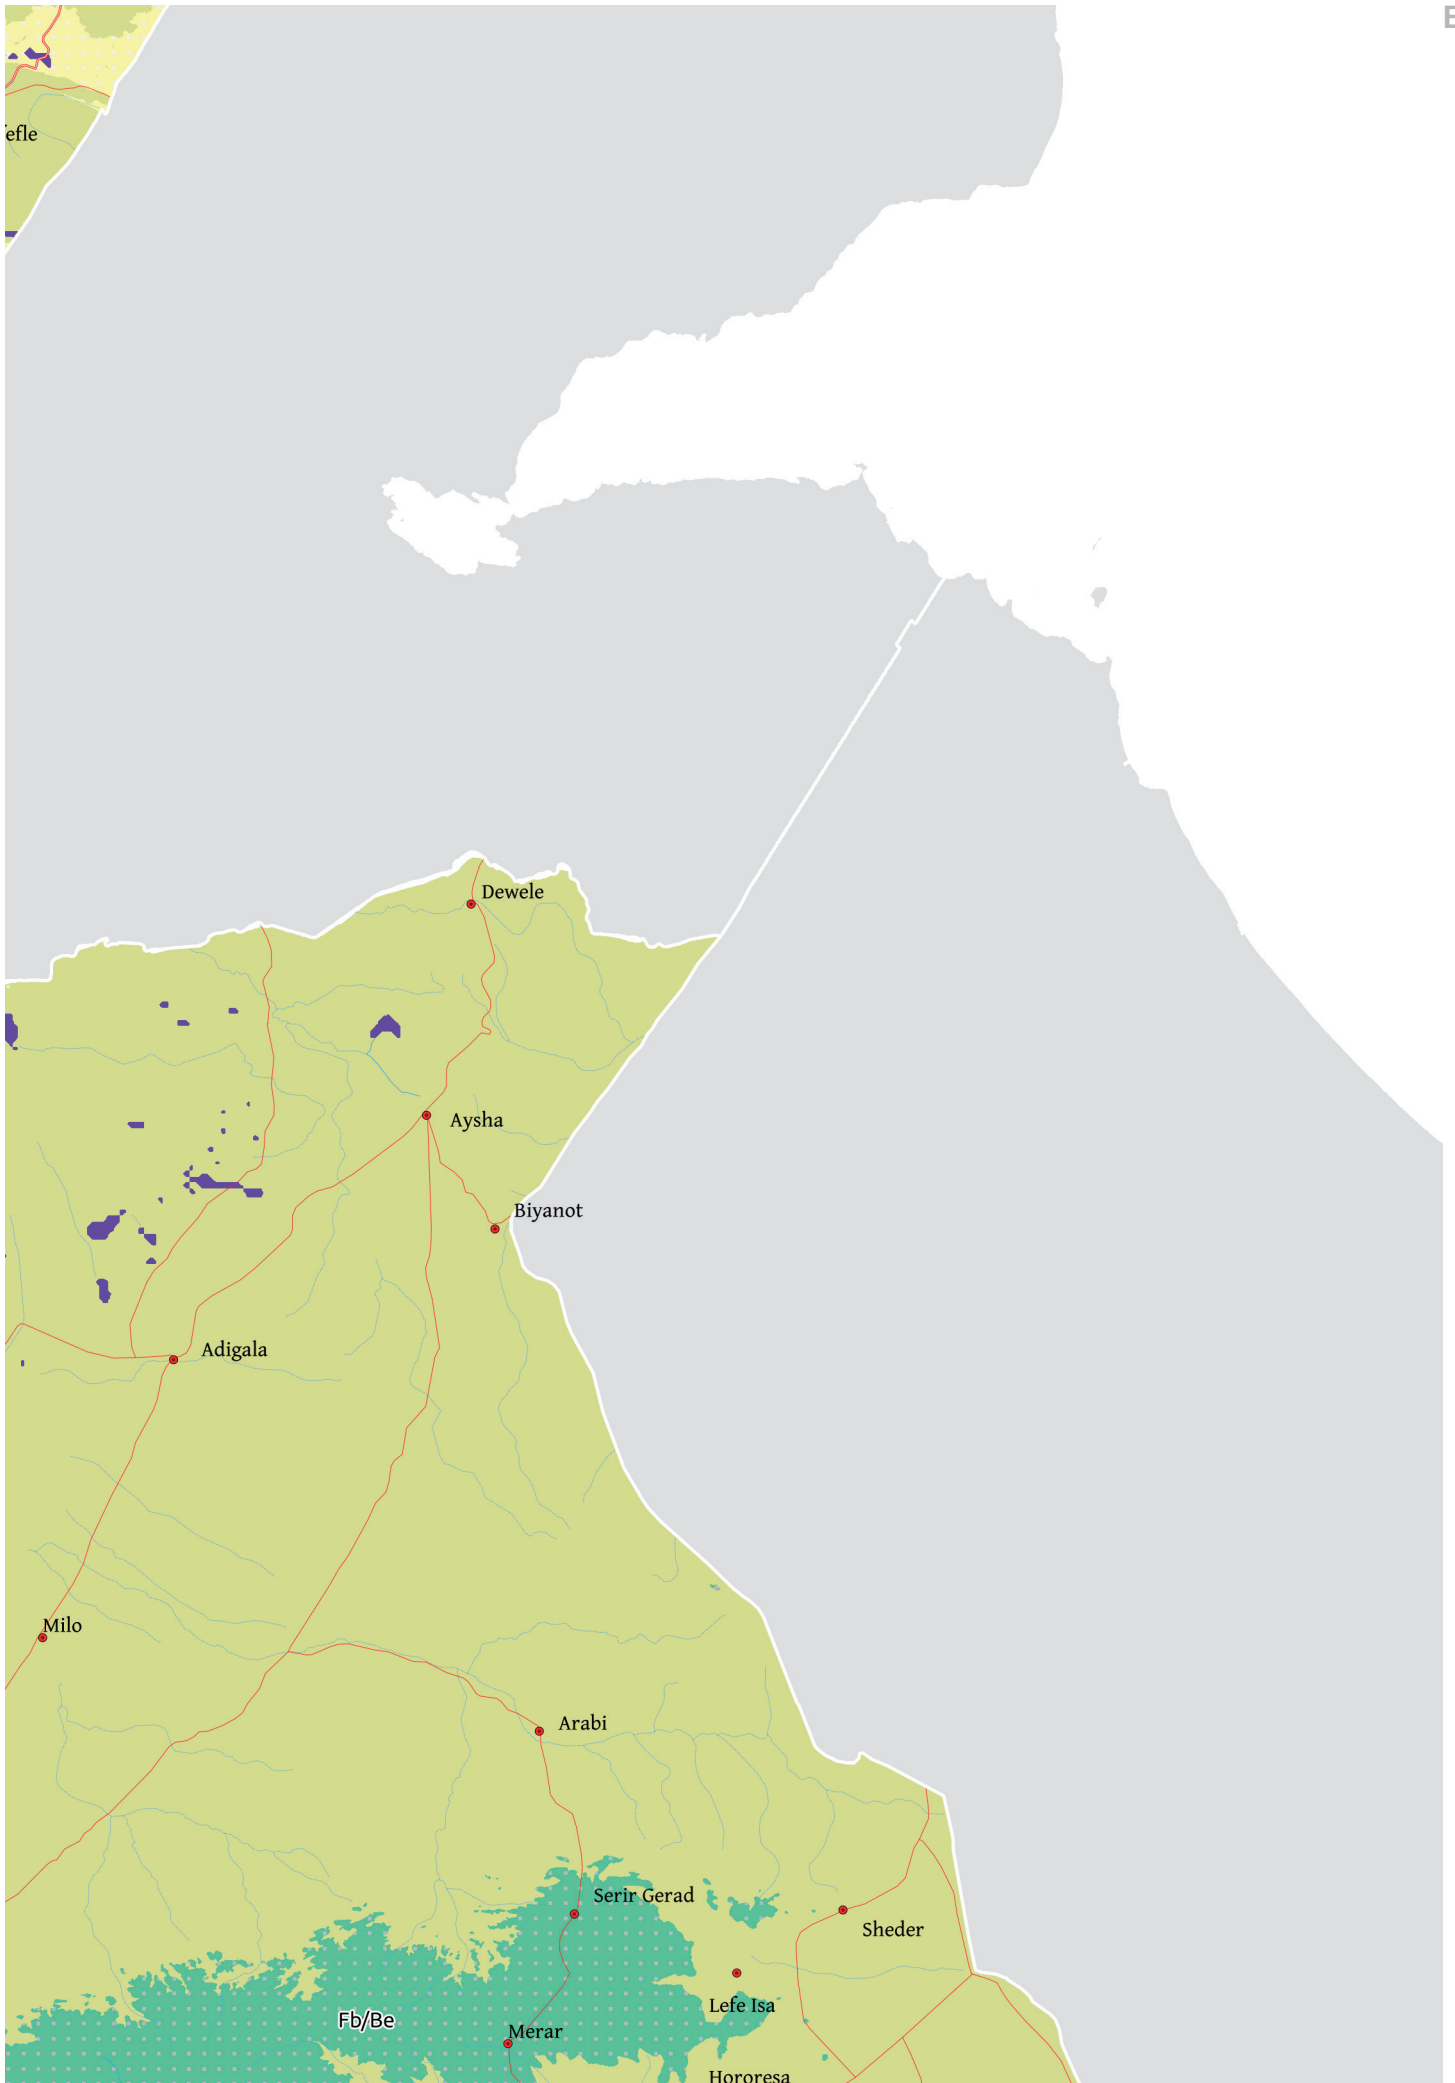 E
efle
Dewele
Aysha
Biyanot
Adigala
Milo
Arabi
Serir Gerad
Sheder
Lefe Isa
Fb/Be
Merar
Hororesa